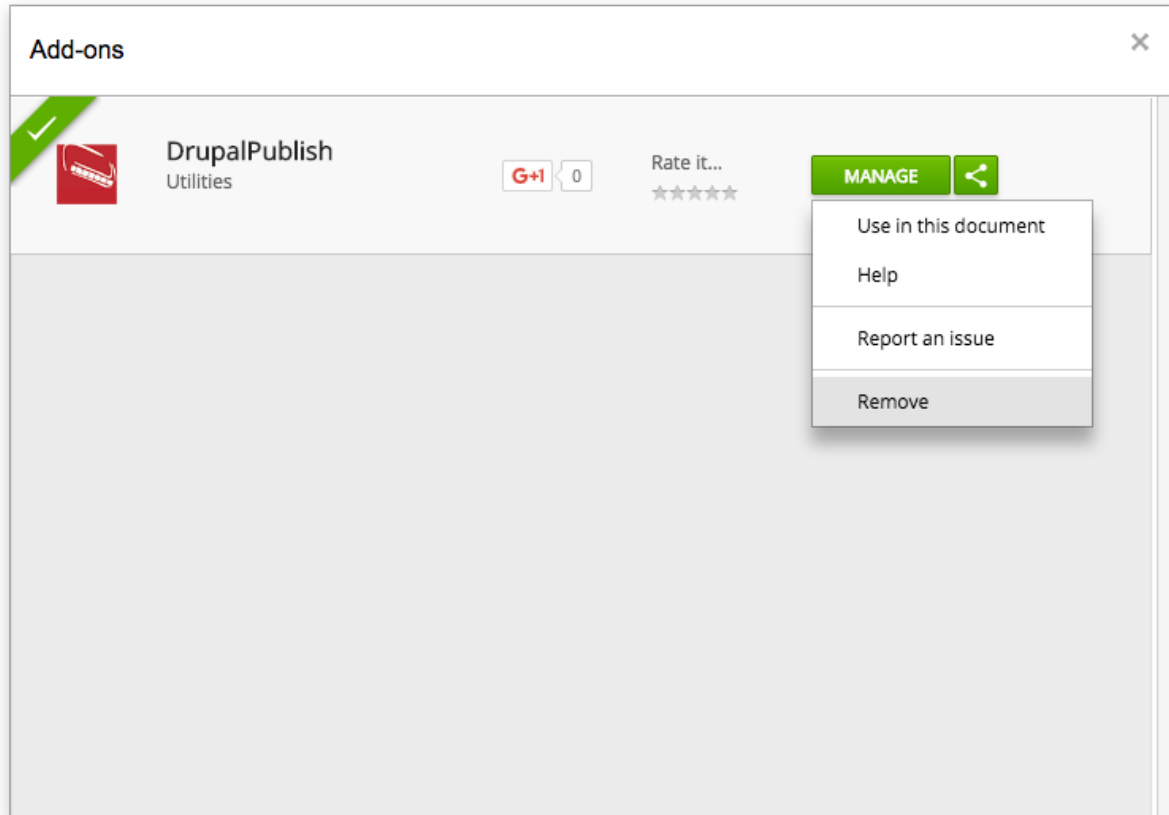 Add-ons
DrupalPublish
Utilities
G+1
0
Rate it...
MANAGE
Use in this document
Help
Report an issue
Remove